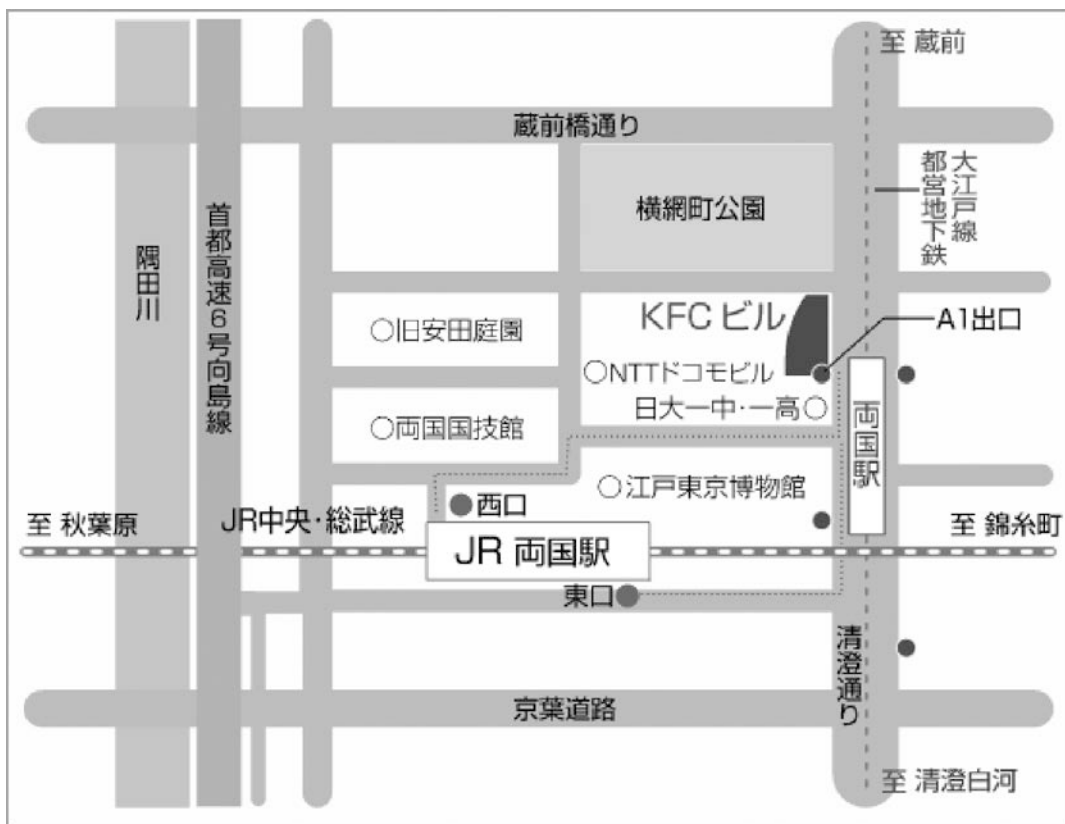 至 蔵前
蔵前橋通り
大江戸線
都営地下鉄
横網町公園
首都高速6号向島線
隅田川
KFC ビル
A1出口
○旧安田庭園
○NTTドコモビル
日大一中・一高○
○両国国技館
両国駅
○江戸東京博物館
西口
至 秋葉原
JR中央・総武線
JR 両国駅
至 錦糸町
東口
清澄通り
京葉道路
至 清澄白河